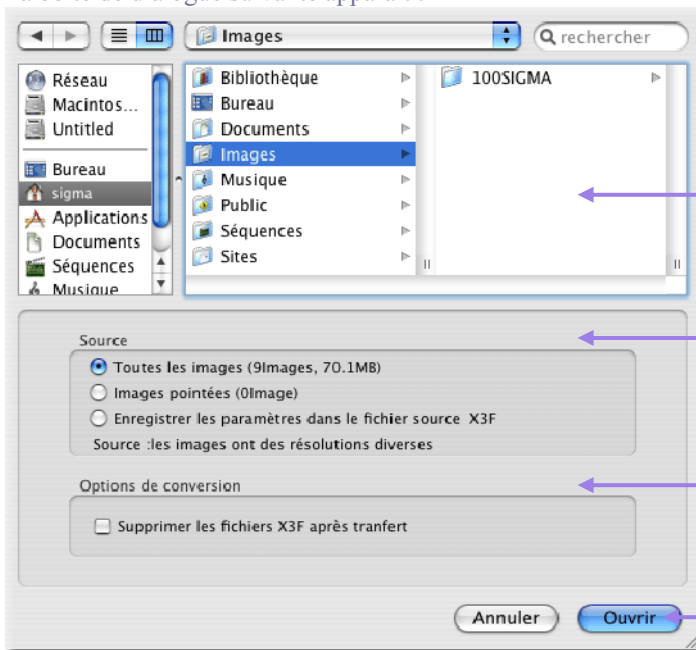 Images
rechercher
Réseau
Macintos...
Untitled
Bureau
sigma
Applications
Documents
Séquences
Musique
Bibliothèque
Bureau
Documents
Images
Musique
Public
Séquences
Sites
100SIGMA
Source
Toutes les images (9Images, 70.1MB)
Images pointées (0Image)
Enregistrer les paramètres dans le fichier source X3F
Source :les images ont des résolutions diverses
Options de conversion
Supprimer les fichiers X3F après tranfert
Annuler
Ouvrir